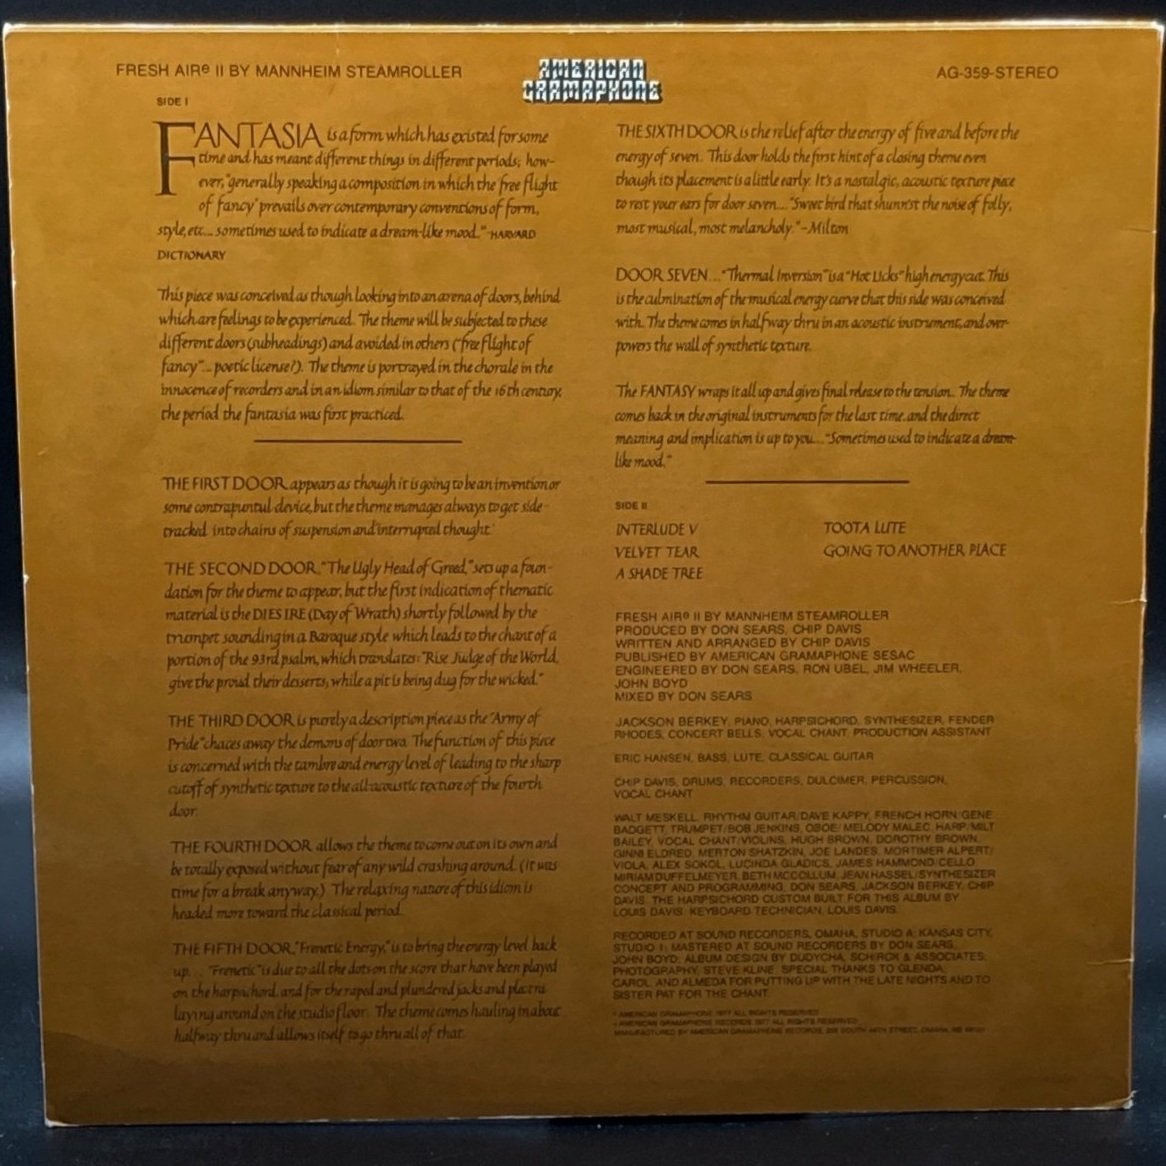 FRESH AIRe II BY MANNHEIM STEAMROLLER
AMERICAN
GRAMAPHONE
AG-359-STEREO
SIDE I
FANTASIA is a form which has existed for some
time and has meant different things in different periods; how-
ever, "generally speaking a composition in which the 'free flight
of fancy' prevails over contemporary conventions of form,
style, etc... sometimes used to indicate a dream-like mood." -HARVARD
DICTIONARY
This piece was conceived as though looking into an arena of doors, behind
which are feelings to be experienced. The theme will be subjected to these
different doors (subheadings) and avoided in others ("free flight of
fancy"... poetic license?). The theme is portrayed in the chorale in the
innocence of recorders and in an idiom similar to that of the 16th century,
the period the fantasia was first practiced.
THE FIRST DOOR appears as though it is going to be an invention or
some contrapuntul device, but the theme manages always to get side-
tracked into chains of suspension and interrupted thought.
THE SECOND DOOR, "The Ugly Head of Greed," sets up a foun-
dation for the theme to appear, but the first indication of thematic
material is the DIES IRE (Day of Wrath) shortly followed by the
trumpet sounding in a Baroque style which leads to the chant of a
portion of the 93rd psalm, which translates: "Rise Judge of the World,
give the proud their desserts, while a pit is being dug for the wicked."
THE THIRD DOOR is purely a description piece as the "Army of
Pride" chaces away the demons of door two. The function of this piece
is concerned with the tambre and energy level of leading to the sharp
cutoff of synthetic texture to the all-acoustic texture of the fourth
door.
THE FOURTH DOOR allows the theme to come out on its own and
be totally exposed without fear of any wild crashing around. (it was
time for a break anyway.) The relaxing nature of this idiom is
headed more toward the classical period.
THE FIFTH DOOR, "Frenetic Energy," is to bring the energy level back
up... "Frenetic" is due to all the dots on the score that have been played
on the harpsichord, and for the raped and plundered jacks and plectra
laying around on the studio floor. The theme comes hauling in about
halfway thru and allows itself to go thru all of that.
THE SIXTH DOOR is the relief after the energy of five and before the
energy of seven. This door holds the first hint of a closing theme even
though its placement is a little early. It's a nostalgic, acoustic texture piece
to rest your ears for door seven... "Sweet bird that shunn'st the noise of folly,
most musical, most melancholy." -Milton
DOOR SEVEN... "Thermal Inversion" is a "Hot Licks" high energy cut. This
is the culmination of the musical energy curve that this side was conceived
with. The theme comes in halfway thru in an acoustic instrument, and over-
powers the wall of synthetic texture.
The FANTASY wraps it all up and gives final release to the tension. The theme
comes back in the original instruments for the last time, and the direct
meaning and implication is up to you... "Sometimes used to indicate a dream-
like mood."
SIDE II
INTERLUDE V
VELVET TEAR
A SHADE TREE
TOOTA LUTE
GOING TO ANOTHER PLACE
FRESH AIRe II BY MANNHEIM STEAMROLLER
PRODUCED BY DON SEARS, CHIP DAVIS
WRITTEN AND ARRANGED BY CHIP DAVIS
PUBLISHED BY AMERICAN GRAMAPHONE SESAC
ENGINEERED BY DON SEARS, RON UBEL, JIM WHEELER,
JOHN BOYD
MIXED BY DON SEARS
JACKSON BERKEY, PIANO, HARPSICHORD, SYNTHESIZER, FENDER
RHODES, CONCERT BELLS, VOCAL CHANT, PRODUCTION ASSISTANT
ERIC HANSEN, BASS, LUTE, CLASSICAL GUITAR
CHIP DAVIS, DRUMS, RECORDERS, DULCIMER, PERCUSSION,
VOCAL CHANT
WALT MESKELL, RHYTHM GUITAR/DAVE KAPPY, FRENCH HORN/GENE
BADGETT, TRUMPET/BOB JENKINS, OBOE/ MELODY MALEC, HARP/MILT
BAILEY, VOCAL CHANT/VIOLINS, HUGH BROWN, DOROTHY BROWN,
GINNI ELDRED, MERTON SHATZKIN, JOE LANDES, MORTIMER ALPERT/
VIOLA, ALEX SOKOL, LUCINDA GLADICS, JAMES HAMMOND/CELLO,
MIRIAM DUFFELMEYER, BETH MCCOLLUM, JEAN HASSEL/SYNTHESIZER
CONCEPT AND PROGRAMMING, DON SEARS, JACKSON BERKEY, CHIP
DAVIS. THE HARPSICHORD CUSTOM BUILT FOR THIS ALBUM BY
LOUIS DAVIS. KEYBOARD TECHNICIAN, LOUIS DAVIS.
RECORDED AT SOUND RECORDERS, OMAHA, STUDIO A; KANSAS CITY,
STUDIO 1; MASTERED AT SOUND RECORDERS BY DON SEARS,
JOHN BOYD; ALBUM DESIGN BY DUDYCHA, SCHIROX & ASSOCIATES;
PHOTOGRAPHY, STEVE KLINE. SPECIAL THANKS TO GLENDA,
CAROL, AND ALMEDA FOR PUTTING UP WITH THE LATE NIGHTS AND TO
SISTER PAT FOR THE CHANT.
AMERICAN GRAMAPHONE 1977 ALL RIGHTS RESERVED
AMERICAN GRAMAPHONE RECORDS 1977 ALL RIGHTS RESERVED
MANUFACTURED BY AMERICAN GRAMAPHONE RECORDS, SOUTH STREET, OMAHA, NE